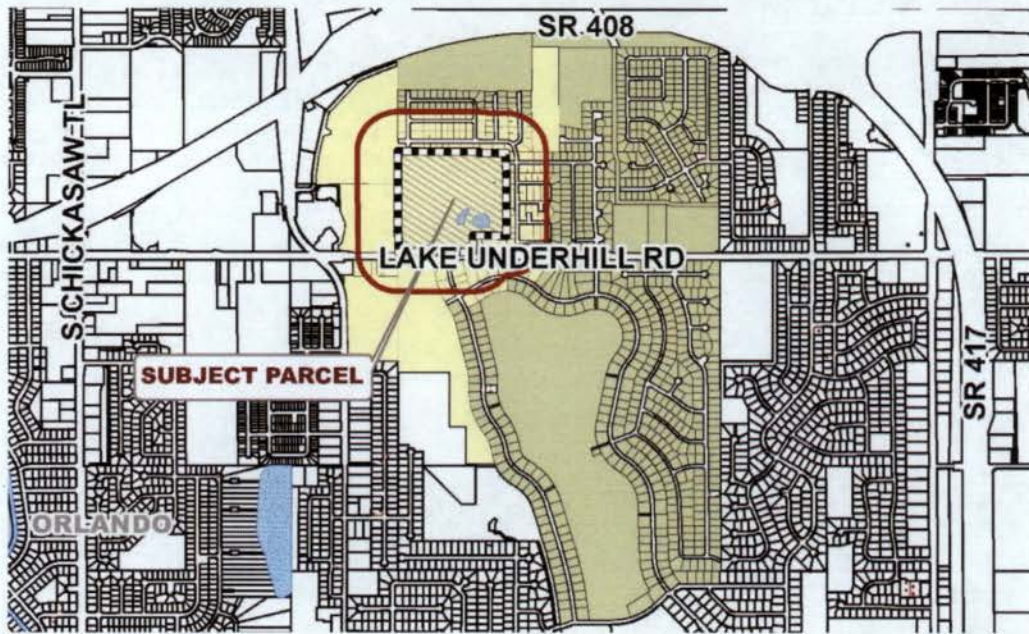 SR 408
S CHICKASAW TL
LAKE UNDERHILL RD
SUBJECT PARCEL
SR 417
ORLANDO